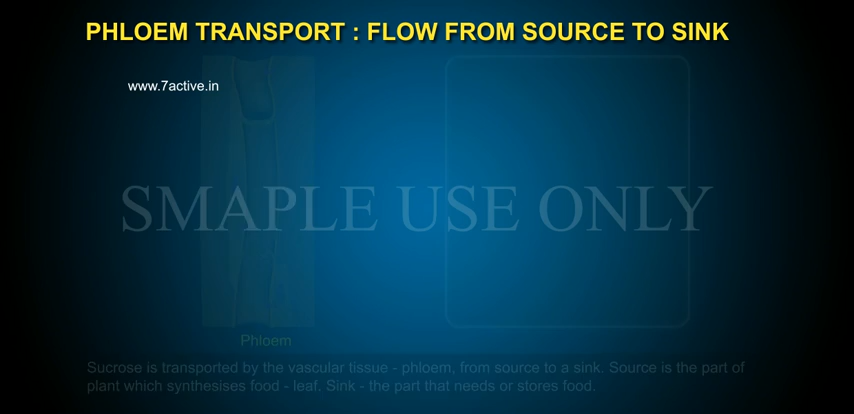 PHLOEM TRANSPORT : FLOW FROM SOURCE TO SINK
www.7active.in
SMAPLE USE ONLY
Phloem
Sucrose is transported by the vascular tissue - phloem, from source to a sink. Source is the part of
plant which synthesises food - leaf. Sink - the part that needs or stores food.